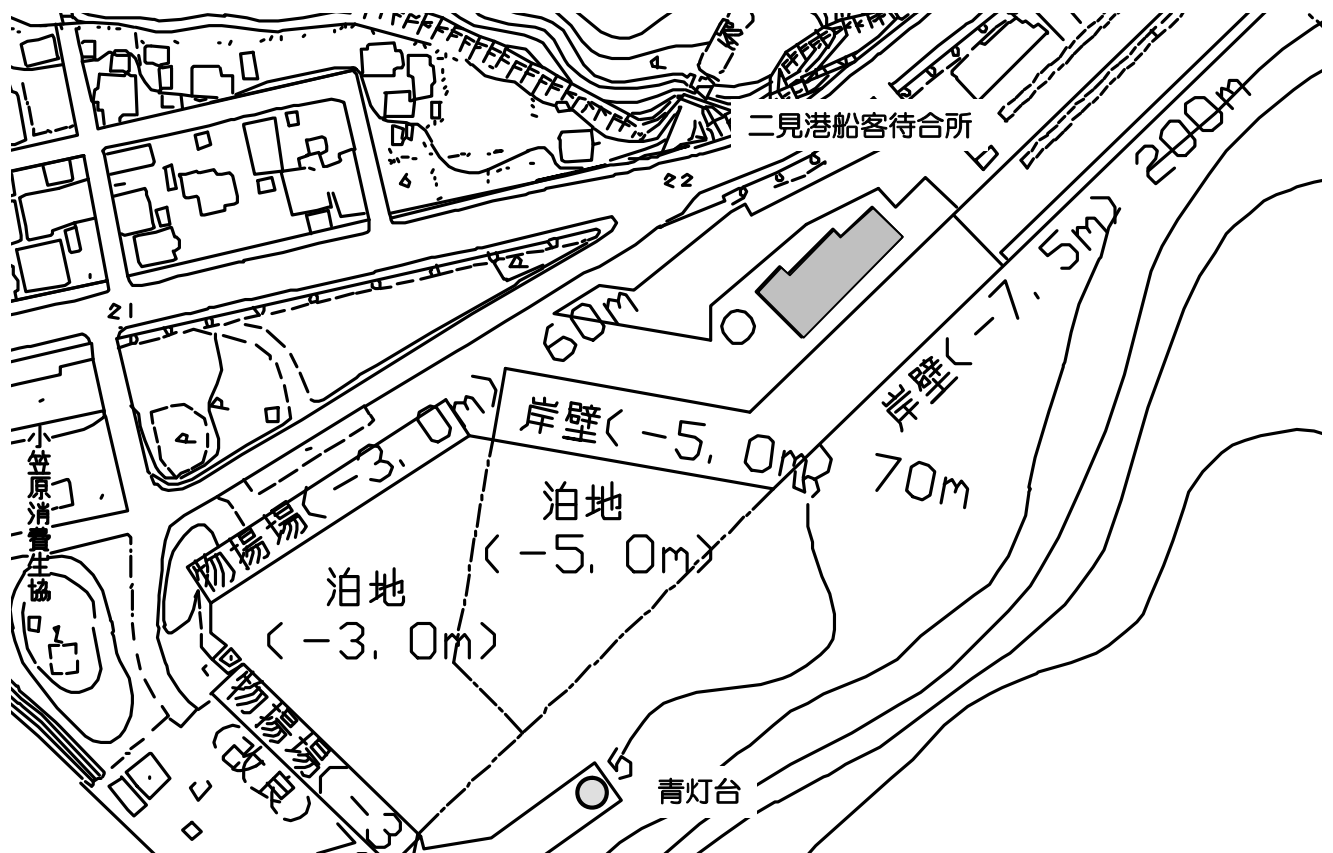 二見港船客待合所
200m
岸壁(-7.5m)
22
21
60m
岸壁(-5.0m)
70m
物揚場(-3.0m)
泊地
(-5.0m)
泊地
(-3.0m)
小笠原消費生協
物揚場(-3
(改良)
5
5
青灯台